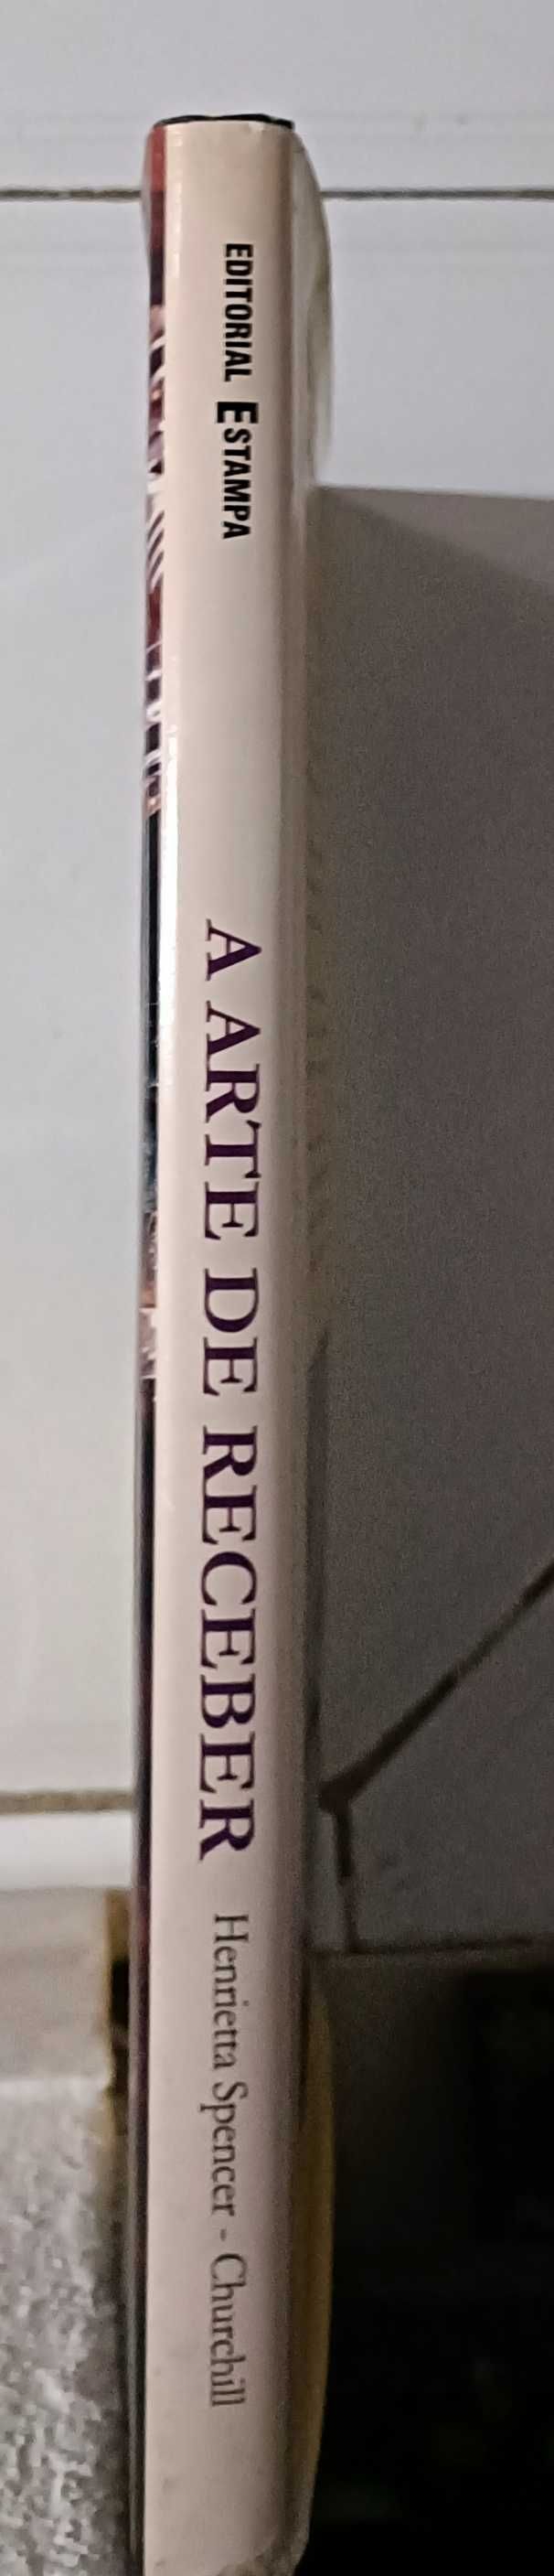 EDITORIAL ESTAMPA
A ARTE DE RECEBER
Henrietta Spencer - Churchill